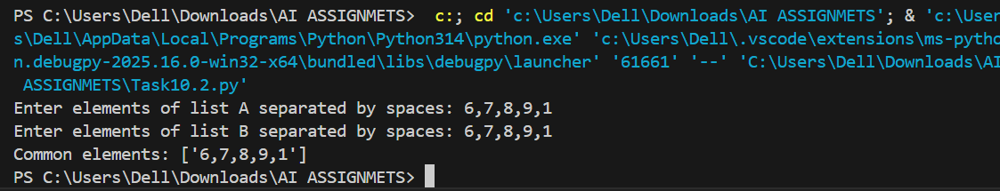 PS C:\Users\Dell\Downloads\AI ASSIGNMETS>  c:; cd 'c:\Users\Dell\Downloads\AI ASSIGNMETS'; & 'c:\User
s\Dell\AppData\Local\Programs\Python\Python314\python.exe' 'c:\Users\Dell\.vscode\extensions\ms-pytho
n.debugpy-2025.16.0-win32-x64\bundled\libs\debugpy\launcher' '61661' '--' 'C:\Users\Dell\Downloads\AI
 ASSIGNMETS\Task10.2.py'
Enter elements of list A separated by spaces: 6,7,8,9,1
Enter elements of list B separated by spaces: 6,7,8,9,1
Common elements: ['6,7,8,9,1']
PS C:\Users\Dell\Downloads\AI ASSIGNMETS>